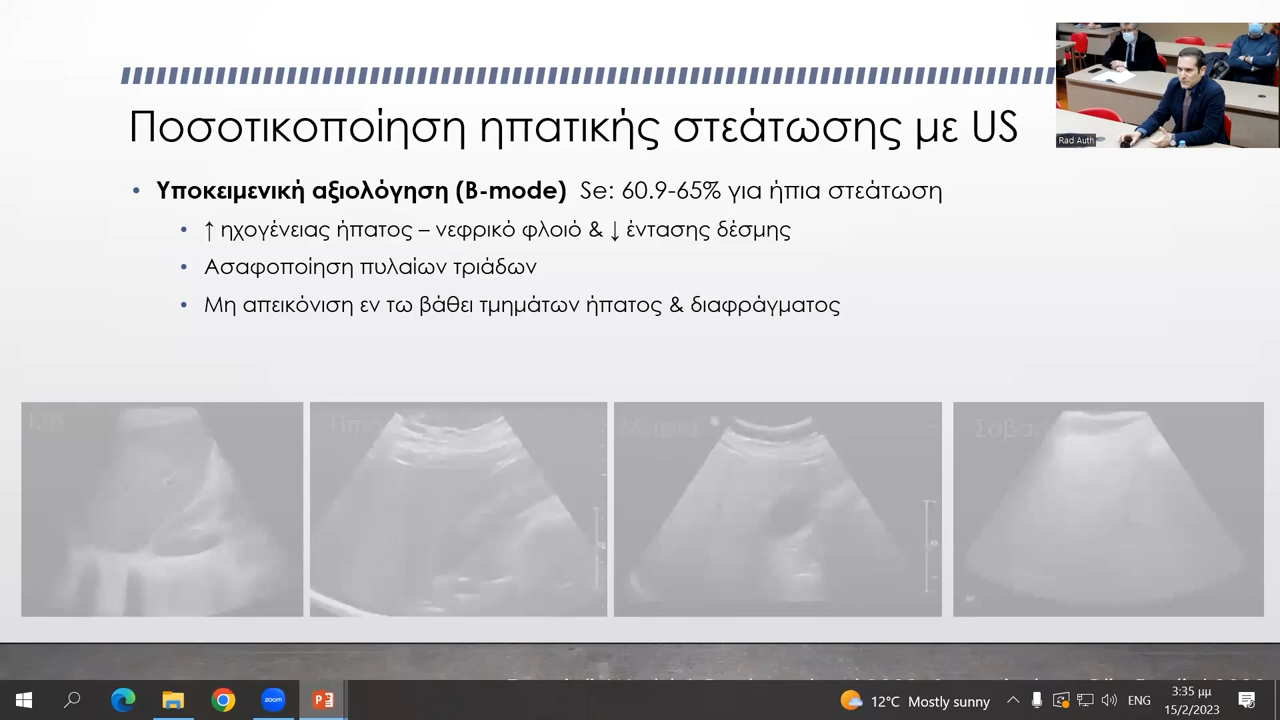 Ποσοτικοποίηση ηπατικής στεάτωσης με US
Rad Auth
• Υποκειμενική αξιολόγηση (B-mode) Se: 60.9-65% για ήπια στεάτωση
• ↑ ηχογένειας ήπατος – νεφρικό φλοιό & ↓ έντασης δέσμης
• Ασαφοποίηση πυλαίων τριάδων
• Μη απεικόνιση εν τω βάθει τμημάτων ήπατος & διαφράγματος
zoom
12°C Mostly sunny
ENG
3:35 μμ
15/2/2023